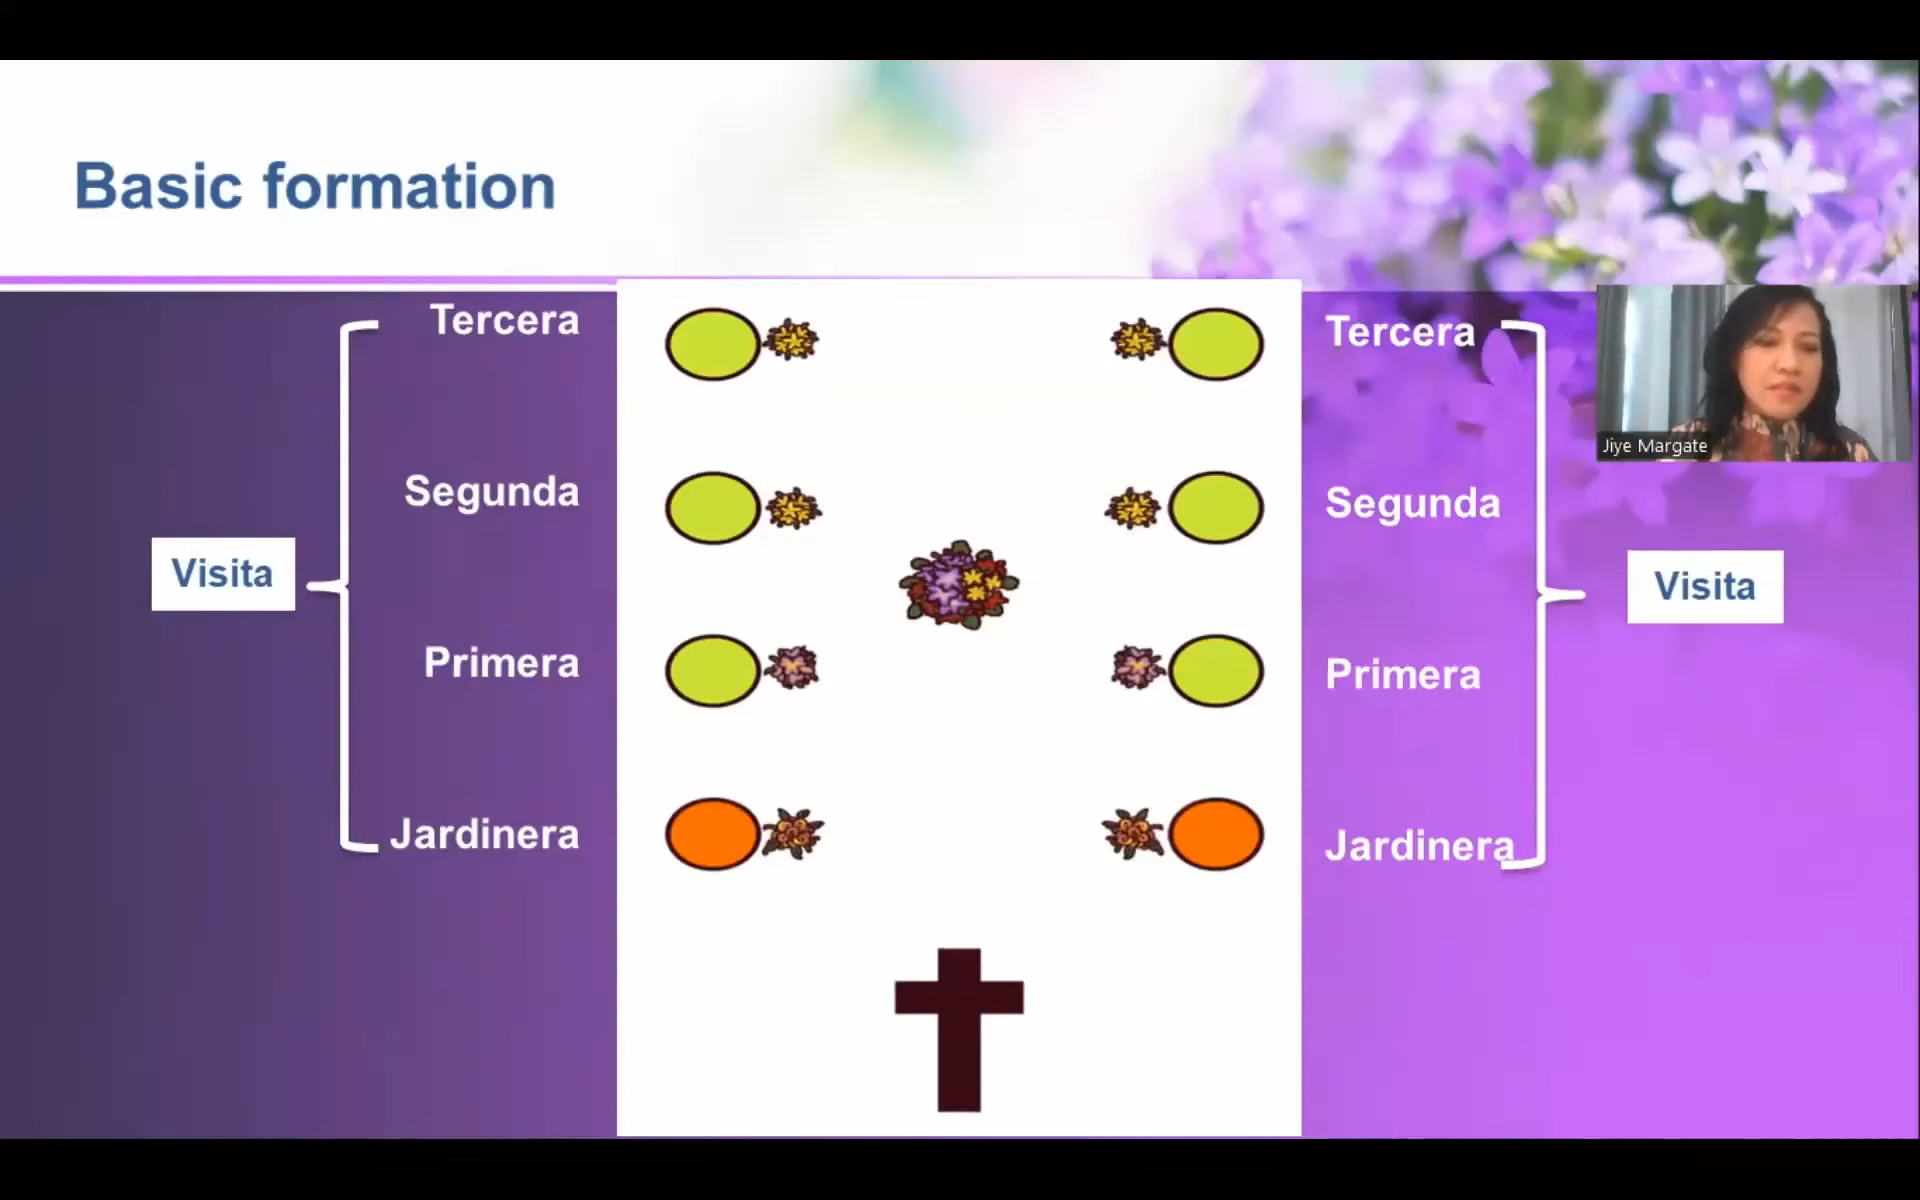 Basic formation
Tercera
Segunda
Visita
Primera
Jardinera
Tercera
Segunda
Visita
Primera
Jardinera
Jiye Margate